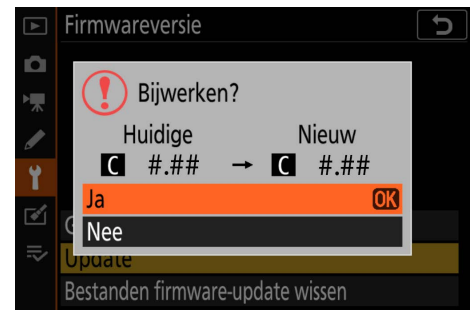 Firmwareversie
Bijwerken?
Huidige Nieuw
C #.## → C #.##
Ja OK
Nee
Update
Bestanden firmware-update wissen